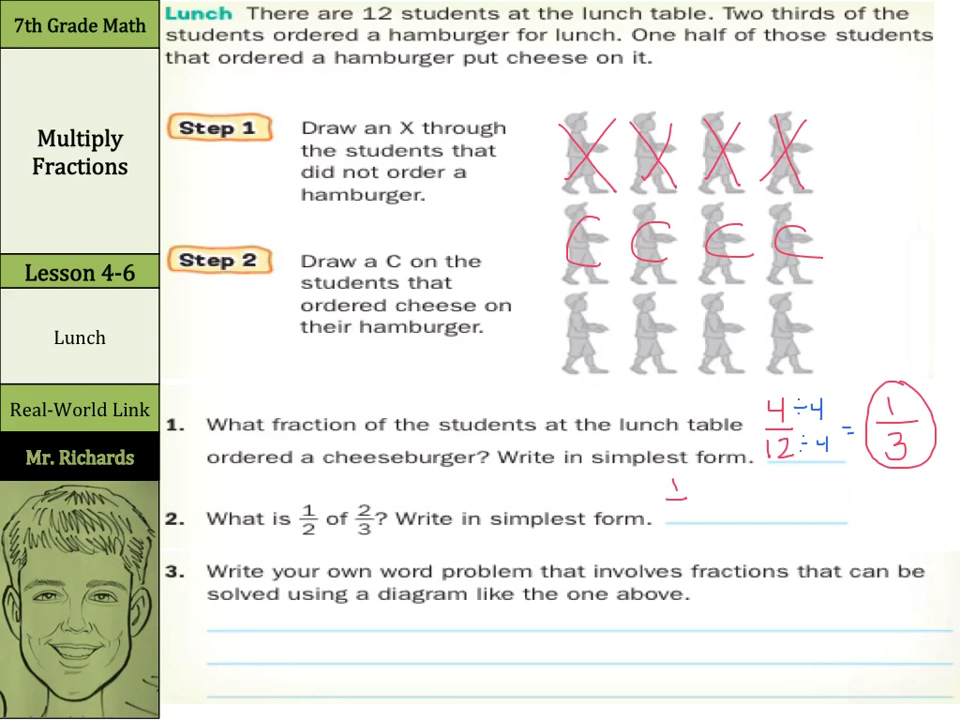 7th Grade Math
Multiply
Fractions
Lesson 4-6
Lunch
Real-World Link
Mr. Richards
Lunch There are 12 students at the lunch table. Two thirds of the
students ordered a hamburger for lunch. One half of those students
that ordered a hamburger put cheese on it.
Step 1 Draw an X through
the students that
did not order a
hamburger.
Step 2 Draw a C on the
students that
ordered cheese on
their hamburger.
X X X X
C C C C
1. What fraction of the students at the lunch table
ordered a cheeseburger? Write in simplest form.
4 ÷4
12 ÷4
= 1/3
2. What is 1/2 of 2/3? Write in simplest form.
1
3. Write your own word problem that involves fractions that can be
solved using a diagram like the one above.